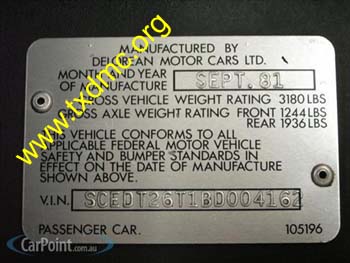 MANUFACTURED BY
DELOREAN MOTOR CARS LTD.
MONTH AND YEAR
OF MANUFACTURE SEPT. 81
GROSS VEHICLE WEIGHT RATING 3180 LBS
GROSS AXLE WEIGHT RATING FRONT 1244 LBS
REAR 1936 LBS
THIS VEHICLE CONFORMS TO ALL
APPLICABLE FEDERAL MOTOR VEHICLE
SAFETY AND BUMPER STANDARDS IN
EFFECT ON THE DATE OF MANUFACTURE
SHOWN ABOVE.
V.I.N. SCEDT26T1BD004162
PASSENGER CAR. 105196
www.txdmc.org
CarPoint.com.au